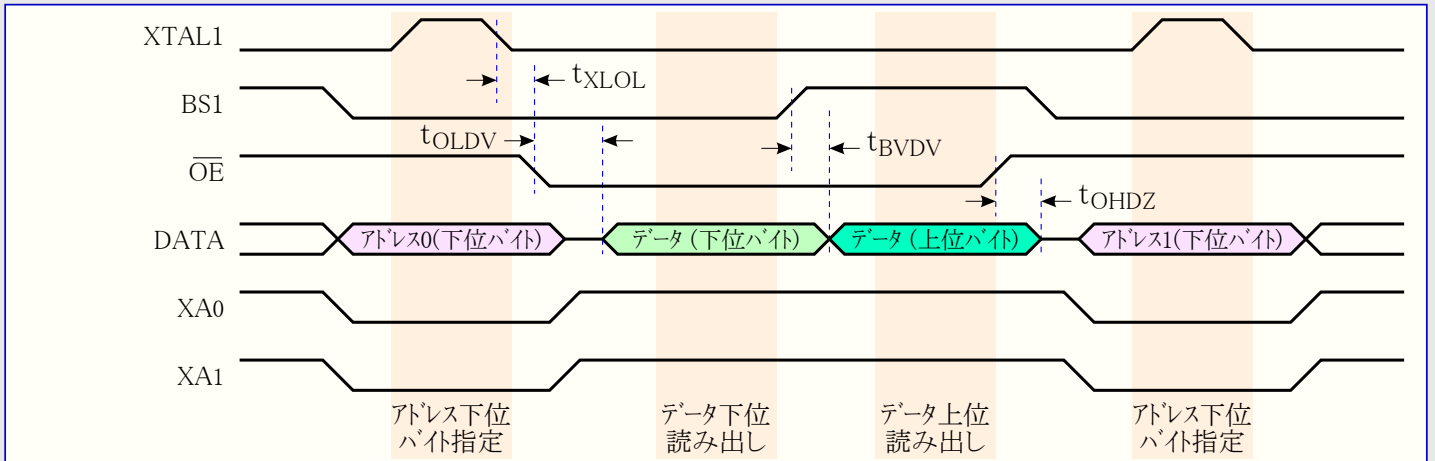 XTAL1
tXLOL
BS1
tOLDV
tBVDV
OE
tOHDZ
DATA
アドレス0(下位バイト)
データ (下位バイト)
データ (上位バイト)
アドレス1(下位バイト)
XA0
XA1
アドレス下位
バイト指定
データ下位
読み出し
データ上位
読み出し
アドレス下位
バイト指定